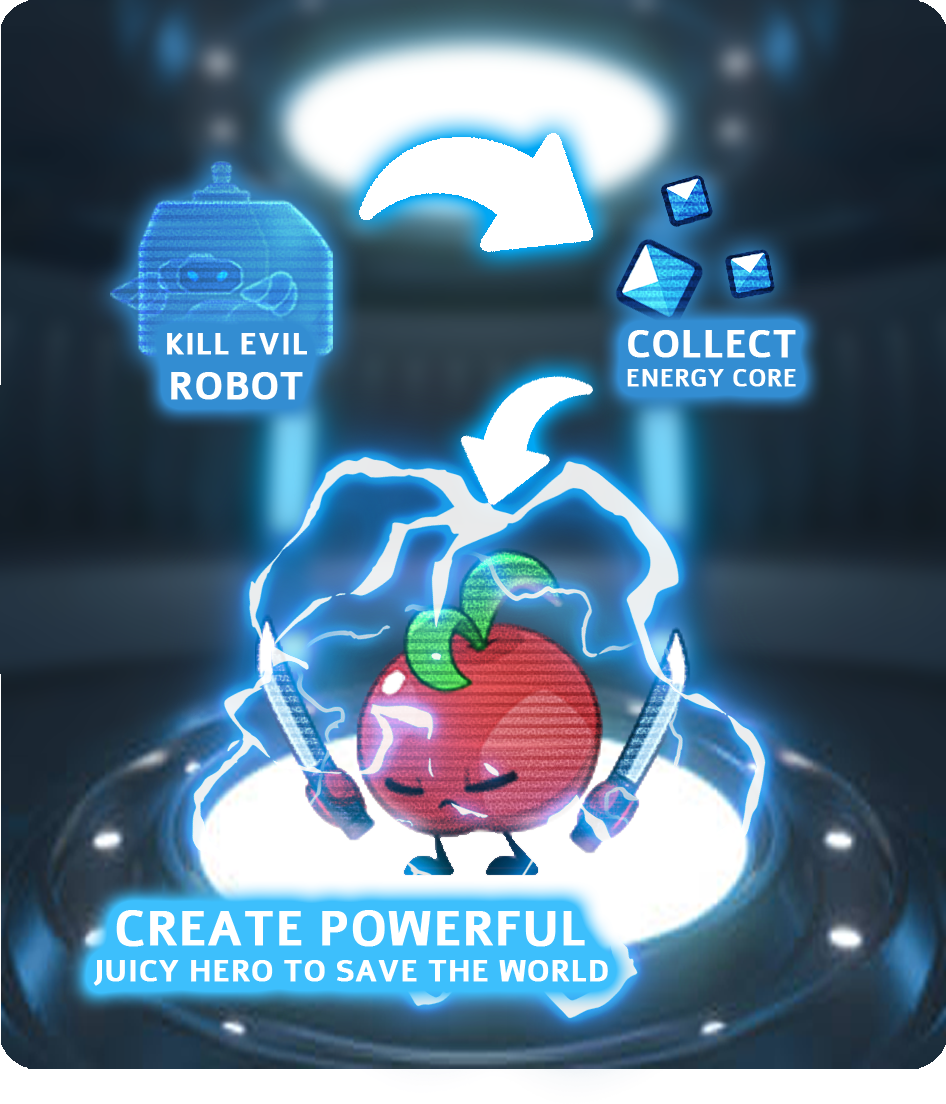 KILL EVIL
ROBOT
COLLECT
ENERGY CORE
CREATE POWERFUL
JUICY HERO TO SAVE THE WORLD